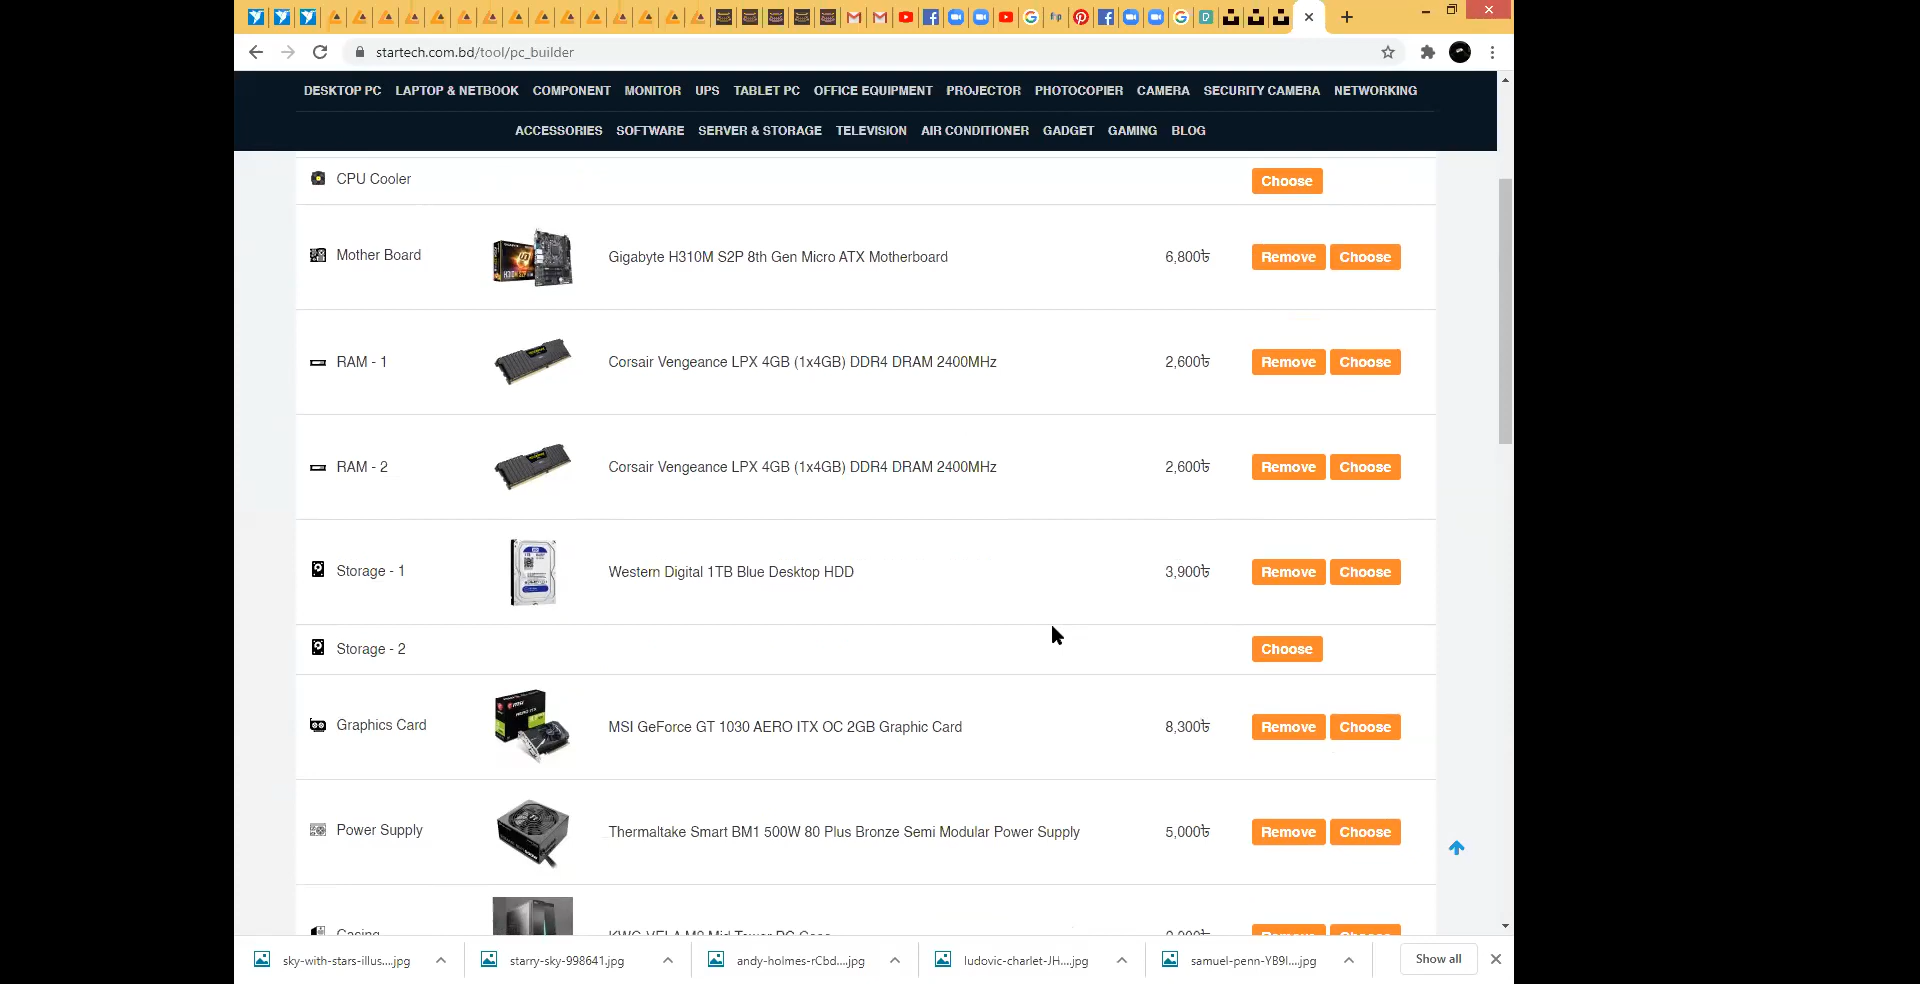 startech.com.bd/tool/pc_builder
DESKTOP PC LAPTOP & NETBOOK COMPONENT MONITOR UPS TABLET PC OFFICE EQUIPMENT PROJECTOR PHOTOCOPIER CAMERA SECURITY CAMERA NETWORKING
ACCESSORIES SOFTWARE SERVER & STORAGE TELEVISION AIR CONDITIONER GADGET GAMING BLOG
CPU Cooler Choose
Mother Board Gigabyte H310M S2P 8th Gen Micro ATX Motherboard 6,800৳ Remove Choose
RAM - 1 Corsair Vengeance LPX 4GB (1x4GB) DDR4 DRAM 2400MHz 2,600৳ Remove Choose
RAM - 2 Corsair Vengeance LPX 4GB (1x4GB) DDR4 DRAM 2400MHz 2,600৳ Remove Choose
Storage - 1 Western Digital 1TB Blue Desktop HDD 3,900৳ Remove Choose
Storage - 2 Choose
Graphics Card MSI GeForce GT 1030 AERO ITX OC 2GB Graphic Card 8,300৳ Remove Choose
Power Supply Thermaltake Smart BM1 500W 80 Plus Bronze Semi Modular Power Supply 5,000৳ Remove Choose
Casing Remove Choose
sky-with-stars-illus....jpg starry-sky-998641.jpg andy-holmes-rCbd....jpg ludovic-charlet-JH....jpg samuel-penn-YB9I....jpg Show all